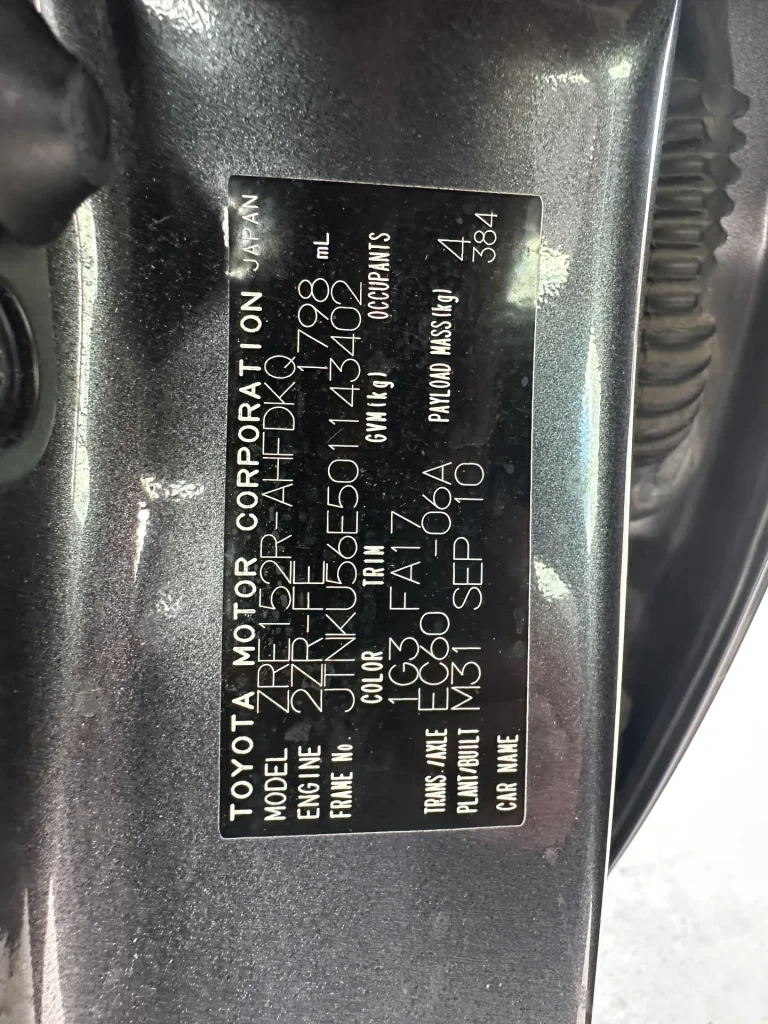 TOYOTA MOTOR CORPORATION JAPAN
MODEL ZRE152R-AHFDKQ
ENGINE 2ZR-FE 1798 mL
FRAME No. JTNKU56E501143402
COLOR TRIM GVM(kg) OCCUPANTS
1G3 FA17
TRANS./AXLE EC60 -06A PAYLOAD MASS(kg) 4
PLANT/BUILT M31 SEP 10 384
CAR NAME